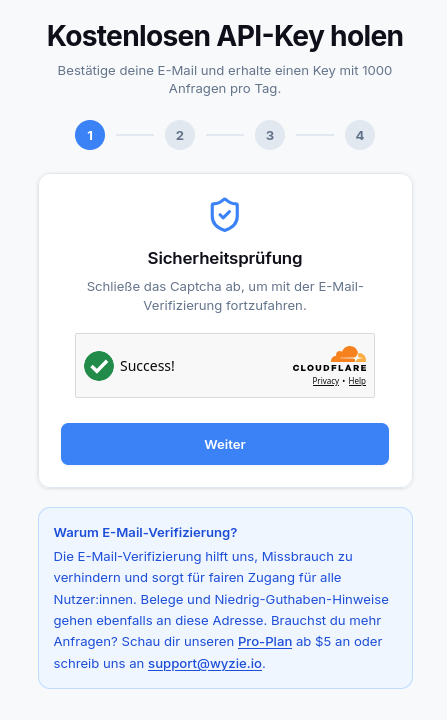 Kostenlosen API-Key holen
Bestätige deine E-Mail und erhalte einen Key mit 1000
Anfragen pro Tag.
1 2 3 4
Sicherheitsprüfung
Schließe das Captcha ab, um mit der E-Mail-
Verifizierung fortzufahren.
Success!
CLOUDFLARE
Privacy • Help
Weiter
Warum E-Mail-Verifizierung?
Die E-Mail-Verifizierung hilft uns, Missbrauch zu
verhindern und sorgt für fairen Zugang für alle
Nutzer:innen. Belege und Niedrig-Guthaben-Hinweise
gehen ebenfalls an diese Adresse. Brauchst du mehr
Anfragen? Schau dir unseren Pro-Plan ab $5 an oder
schreib uns an support@wyzie.io.